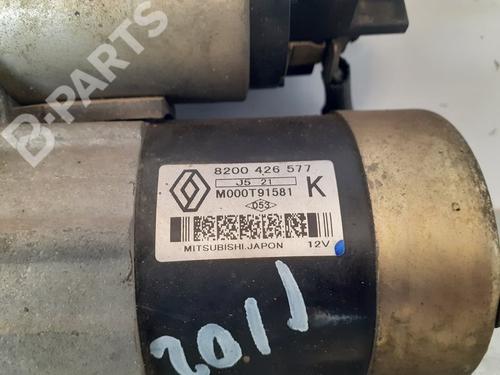 B-PARTS
8200 426 577
J5 21
M000T91581 K
D53
MITSUBISHI.JAPON 12V
2011